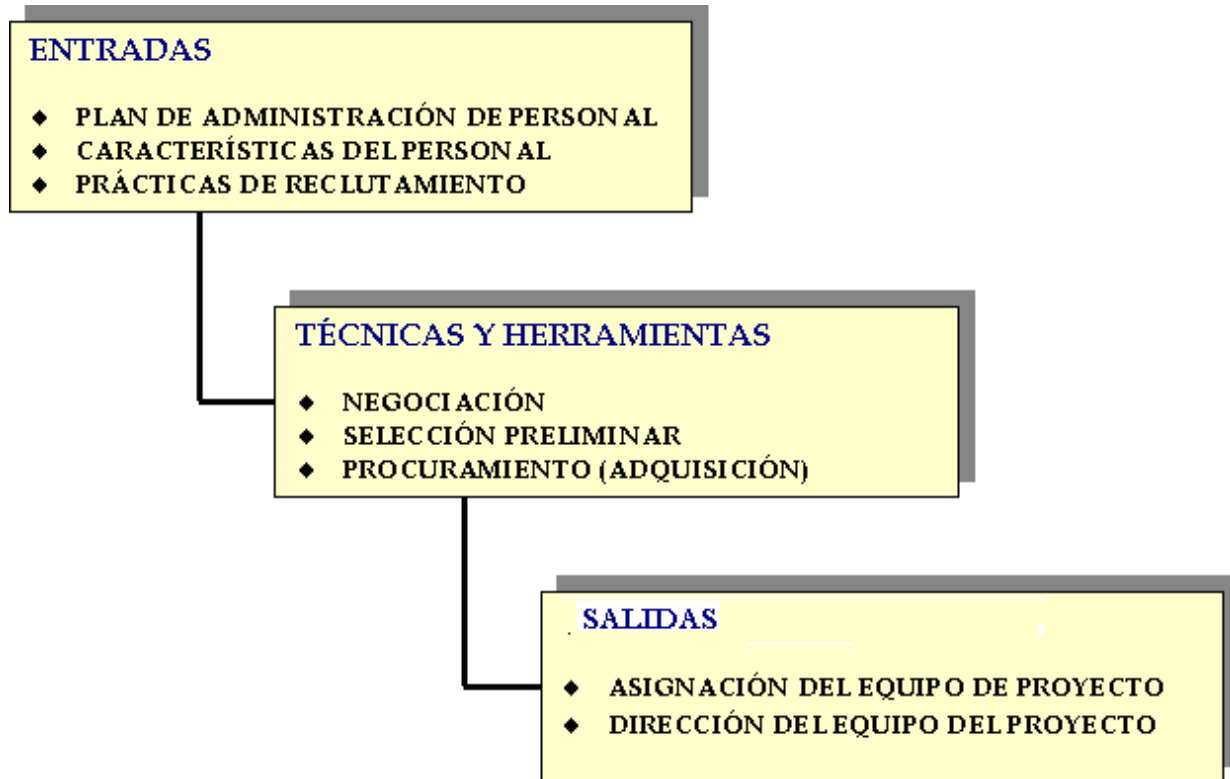 ENTRADAS
◆ PLAN DE ADMINISTRACIÓN DE PERSONAL
◆ CARACTERÍSTICAS DEL PERSONAL
◆ PRÁCTICAS DE RECLUTAMIENTO
TÉCNICAS Y HERRAMIENTAS
◆ NEGOCIACIÓN
◆ SELECCIÓN PRELIMINAR
◆ PROCURAMIENTO (ADQUISICIÓN)
SALIDAS
◆ ASIGNACIÓN DEL EQUIPO DE PROYECTO
◆ DIRECCIÓN DEL EQUIPO DEL PROYECTO